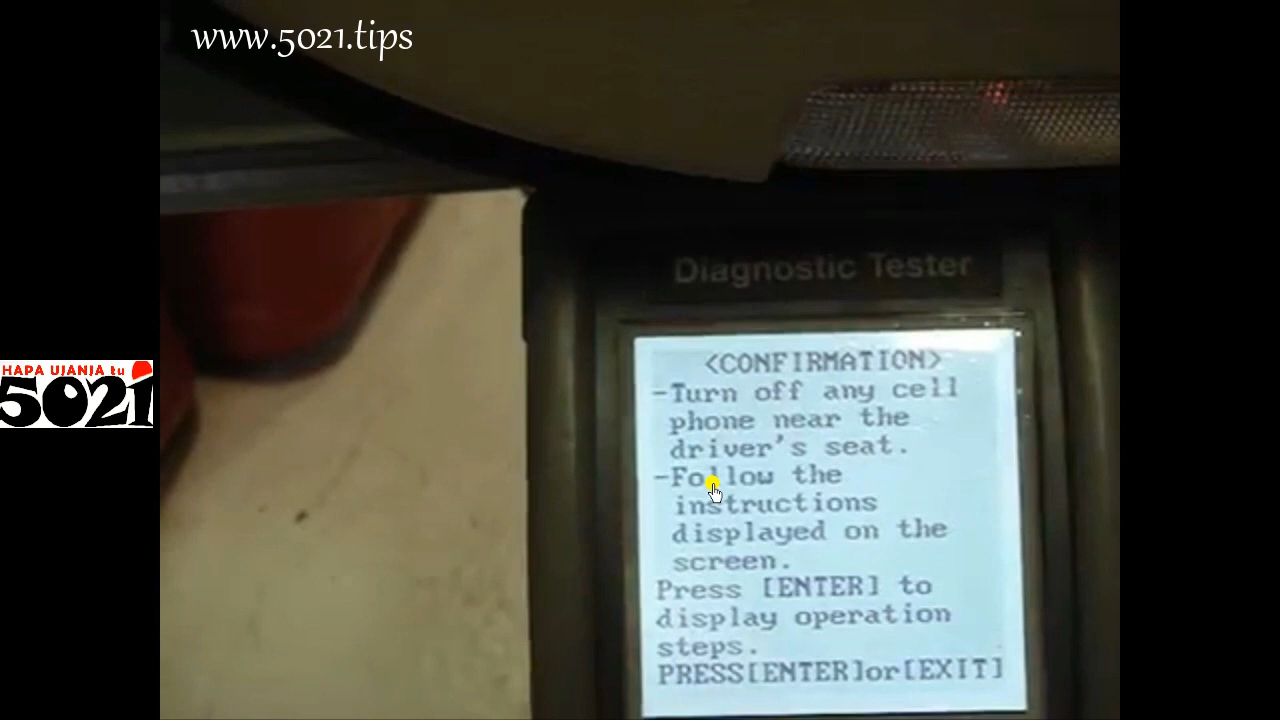 www.5021.tips
HAPA UJANJA tu
5021
Diagnostic Tester
<CONFIRMATION>
-Turn off any cell
phone near the
driver's seat.
-Follow the
instructions
displayed on the
screen.
Press [ENTER] to
display operation
steps.
PRESS[ENTER]or[EXIT]